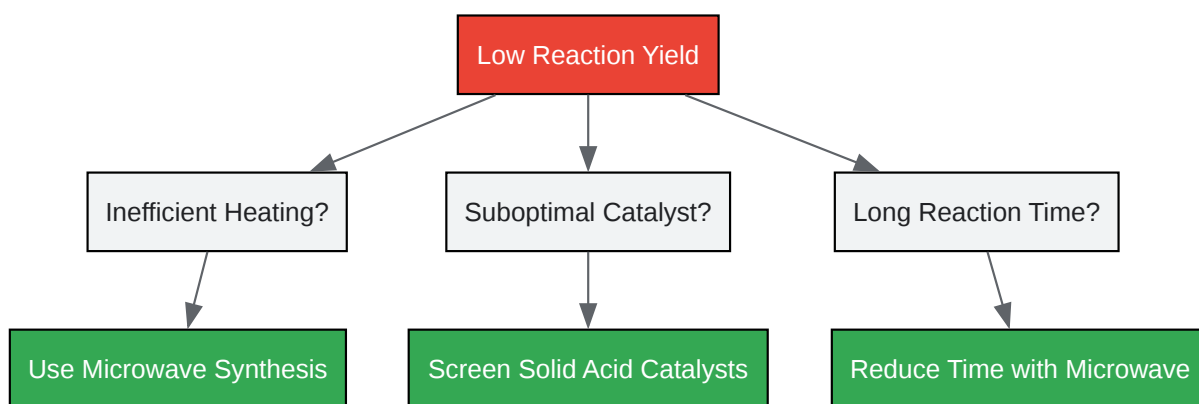 Low Reaction Yield
Inefficient Heating?
Suboptimal Catalyst?
Long Reaction Time?
Use Microwave Synthesis
Screen Solid Acid Catalysts
Reduce Time with Microwave